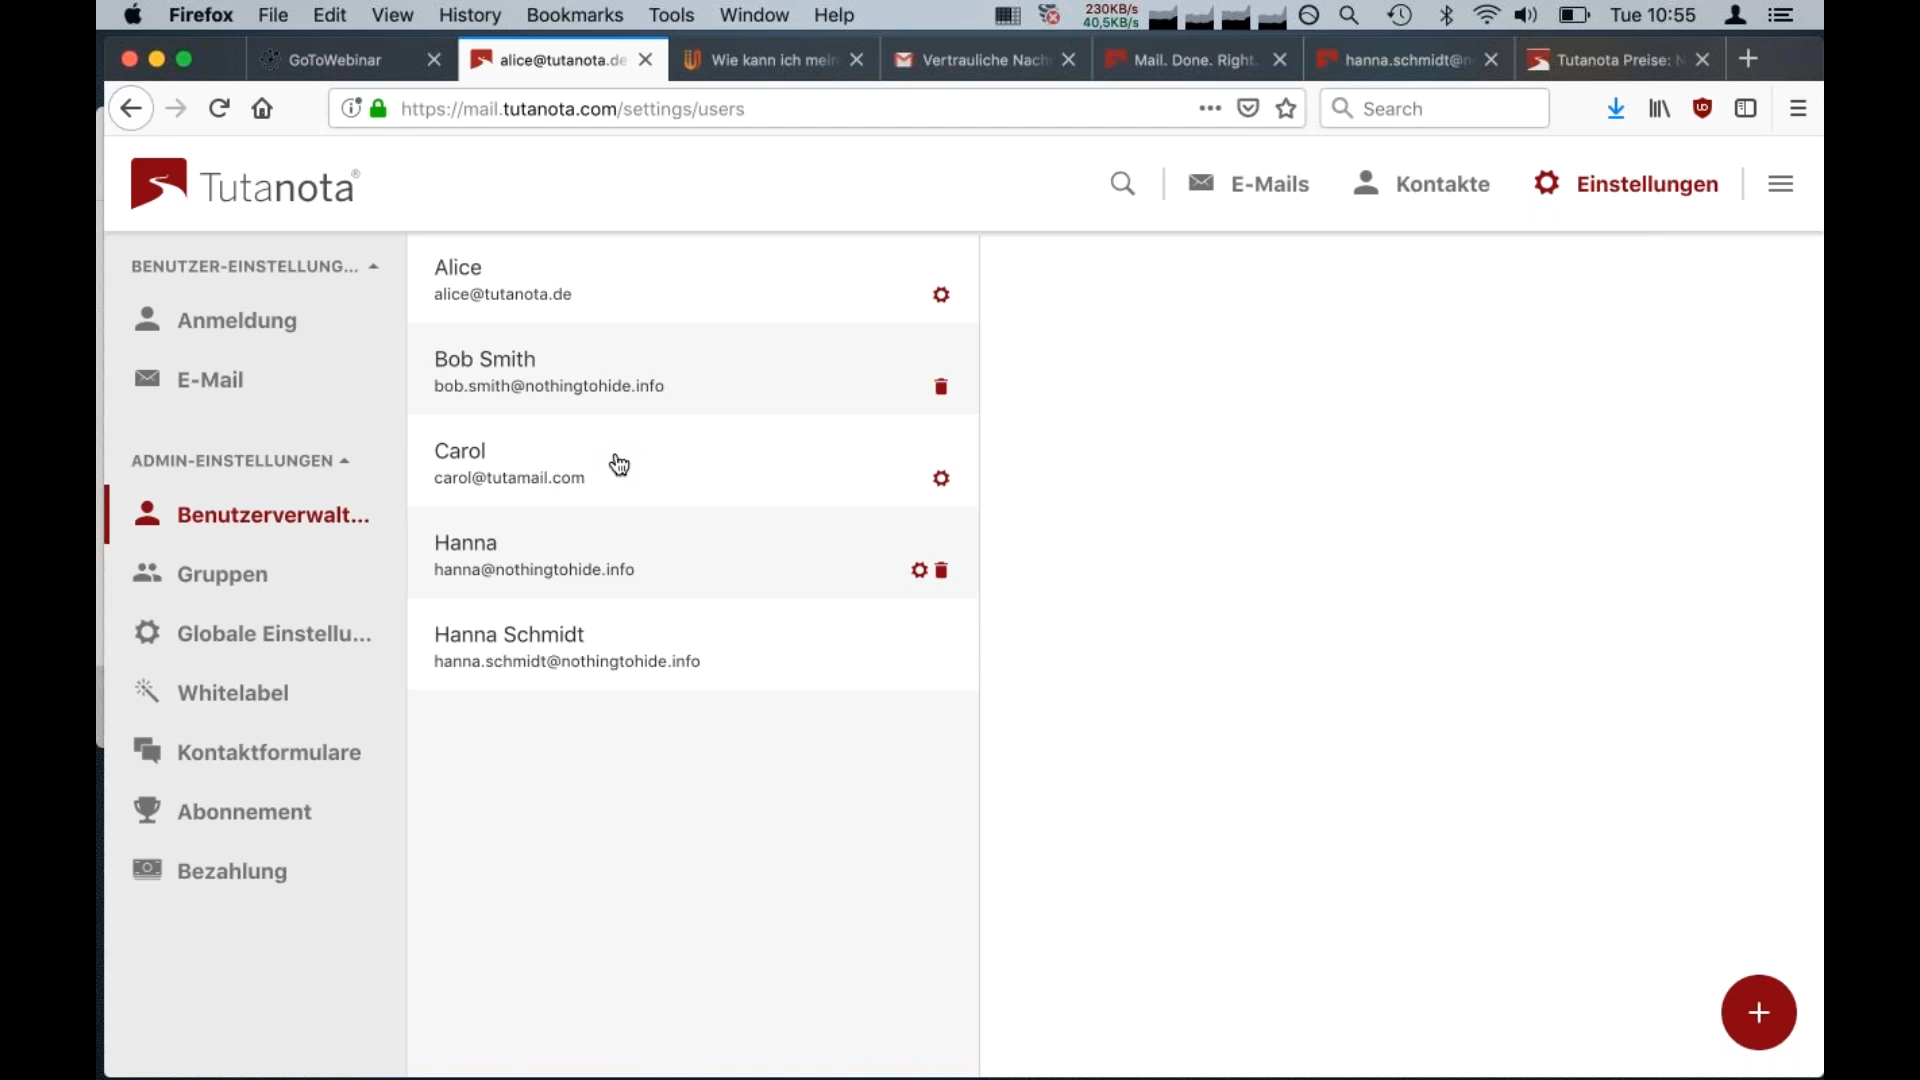 Firefox File Edit View History Bookmarks Tools Window Help 230KB/s 40,5KB/s Tue 10:55
GoToWebinar alice@tutanota.de Wie kann ich mein Vertrauliche Nach Mail. Done. Right. hanna.schmidt@n Tutanota Preise: N
https://mail.tutanota.com/settings/users Search
Tutanota® E-Mails Kontakte Einstellungen
BENUTZER-EINSTELLUNG...
Anmeldung
E-Mail
ADMIN-EINSTELLUNGEN
Benutzerverwalt...
Gruppen
Globale Einstellu...
Whitelabel
Kontaktformulare
Abonnement
Bezahlung
Alice
alice@tutanota.de
Bob Smith
bob.smith@nothingtohide.info
Carol
carol@tutamail.com
Hanna
hanna@nothingtohide.info
Hanna Schmidt
hanna.schmidt@nothingtohide.info